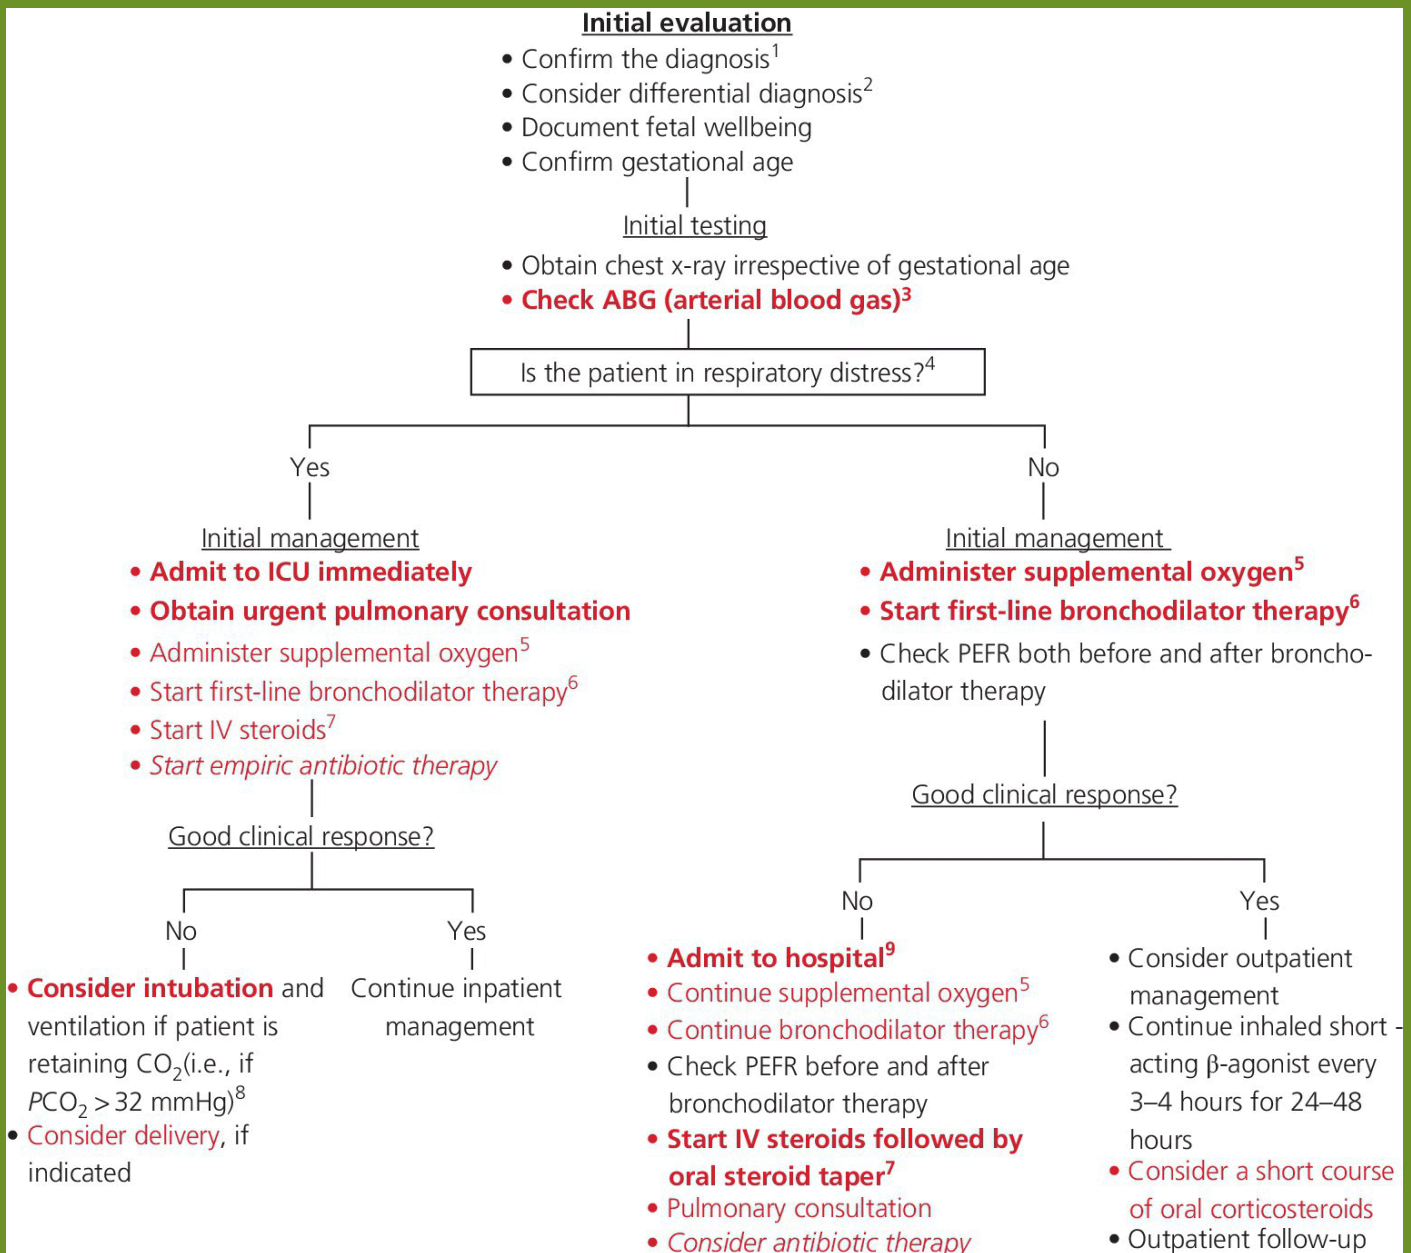 Initial evaluation
• Confirm the diagnosis1
• Consider differential diagnosis2
• Document fetal wellbeing
• Confirm gestational age
Initial testing
• Obtain chest x-ray irrespective of gestational age
• Check ABG (arterial blood gas)3
Is the patient in respiratory distress?4
Yes
Initial management
• Admit to ICU immediately
• Obtain urgent pulmonary consultation
• Administer supplemental oxygen5
• Start first-line bronchodilator therapy6
• Start IV steroids7
• Start empiric antibiotic therapy
Good clinical response?
No
• Consider intubation and
ventilation if patient is
retaining CO2(i.e., if
PCO2 > 32 mmHg)8
• Consider delivery, if
indicated
Yes
Continue inpatient
management
No
Initial management
• Administer supplemental oxygen5
• Start first-line bronchodilator therapy6
• Check PEFR both before and after broncho-
dilator therapy
Good clinical response?
No
• Admit to hospital9
• Continue supplemental oxygen5
• Continue bronchodilator therapy6
• Check PEFR before and after
bronchodilator therapy
• Start IV steroids followed by
oral steroid taper7
• Pulmonary consultation
• Consider antibiotic therapy
Yes
• Consider outpatient
management
• Continue inhaled short -
acting β-agonist every
3–4 hours for 24–48
hours
• Consider a short course
of oral corticosteroids
• Outpatient follow-up